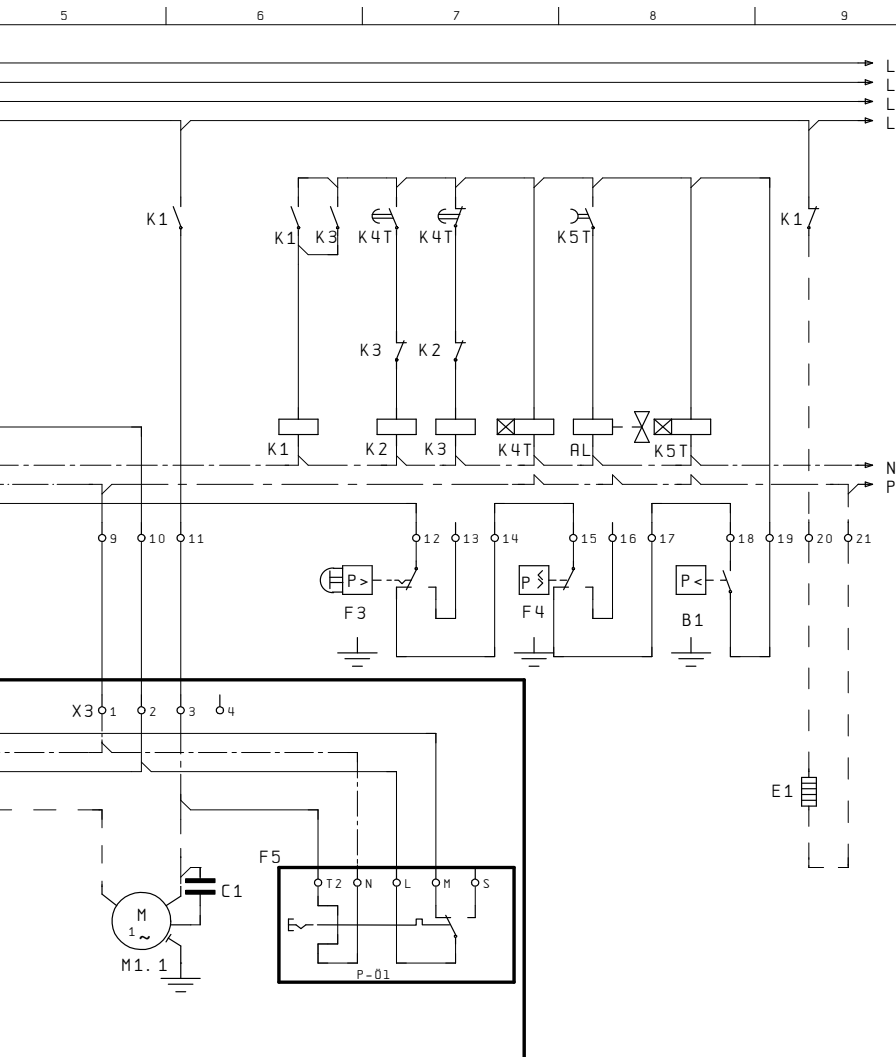 5 6 7 8 9
L
L
L
L
K1 K1 K3 K4T K4T K5T K1
K3 K2
K1 K2 K3 K4T AL K5T
N
P
9 10 11 12 13 14 15 16 17 18 19 20 21
P> P P<
F3 F4 B1
X3 1 2 3 4
E1
F5
T2 N L M S
C1
M
1~
M1.1
P-Öl